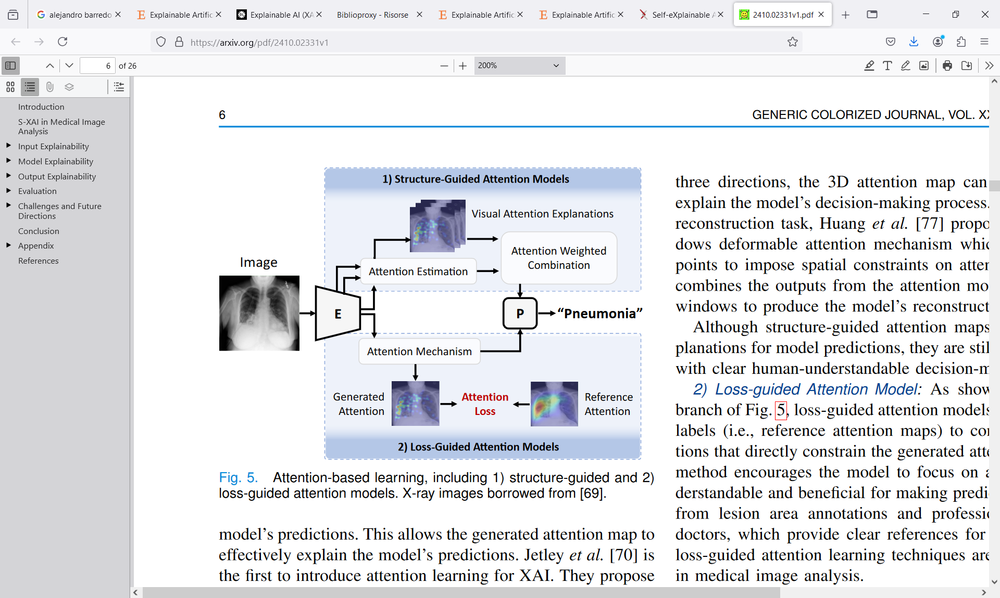 alejandro barredo
Explainable Artific
Explainable AI (XA
Biblioproxy - Risorse
Explainable Artific
Explainable Artific
Self-eXplainable A
2410.02331v1.pdf
https://arxiv.org/pdf/2410.02331v1
6 of 26
200%
Introduction
S-XAI in Medical Image
Analysis
Input Explainability
Model Explainability
Output Explainability
Evaluation
Challenges and Future
Directions
Conclusion
Appendix
References
6
GENERIC COLORIZED JOURNAL, VOL. XX
1) Structure-Guided Attention Models
Visual Attention Explanations
Attention Weighted
Combination
Attention Estimation
Image
E
P
“Pneumonia”
Attention Mechanism
Generated
Attention
Attention
Loss
Reference
Attention
2) Loss-Guided Attention Models
Fig. 5. Attention-based learning, including 1) structure-guided and 2)
loss-guided attention models. X-ray images borrowed from [69].
model’s predictions. This allows the generated attention map to
effectively explain the model’s predictions. Jetley et al. [70] is
the first to introduce attention learning for XAI. They propose
three directions, the 3D attention map can
explain the model’s decision-making process.
reconstruction task, Huang et al. [77] propo
dows deformable attention mechanism whic
points to impose spatial constraints on atten
combines the outputs from the attention mo
windows to produce the model’s reconstruct
Although structure-guided attention maps
planations for model predictions, they are stil
with clear human-understandable decision-m
2) Loss-guided Attention Model: As show
branch of Fig. 5, loss-guided attention models
labels (i.e., reference attention maps) to con
tions that directly constrain the generated atte
method encourages the model to focus on a
derstandable and beneficial for making predi
from lesion area annotations and professio
doctors, which provide clear references for
loss-guided attention learning techniques are
in medical image analysis.